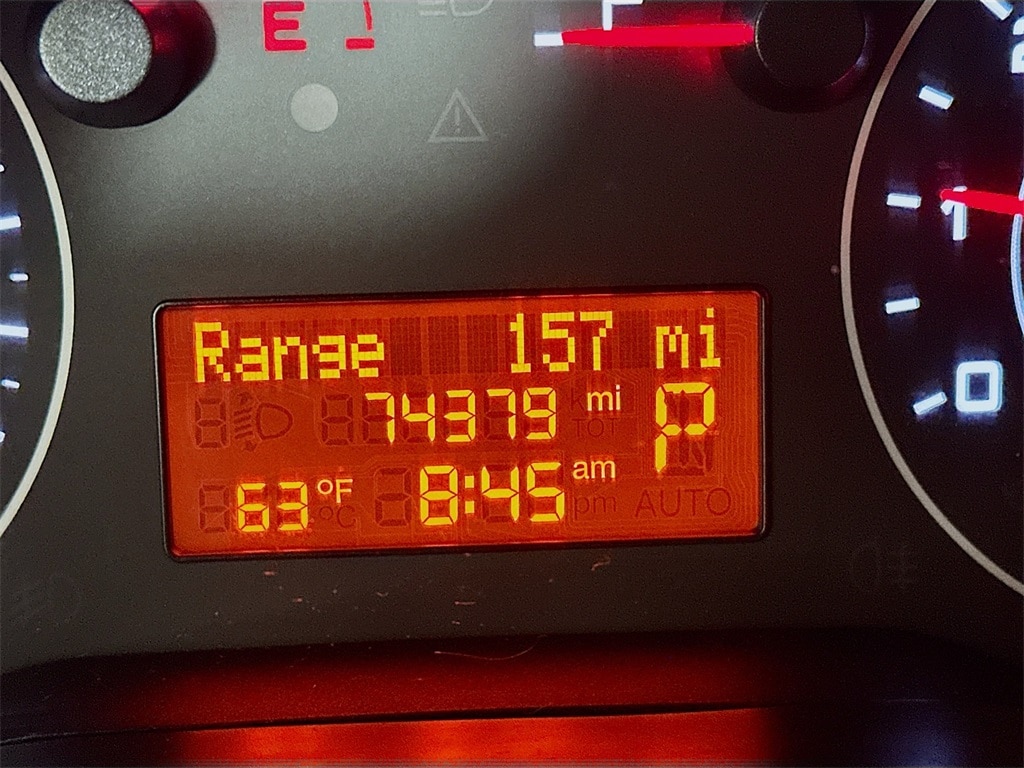 E F
Range 157 mi
74379 mi P
TOT
63 °F 8:45 am
°C pm AUTO
1
0